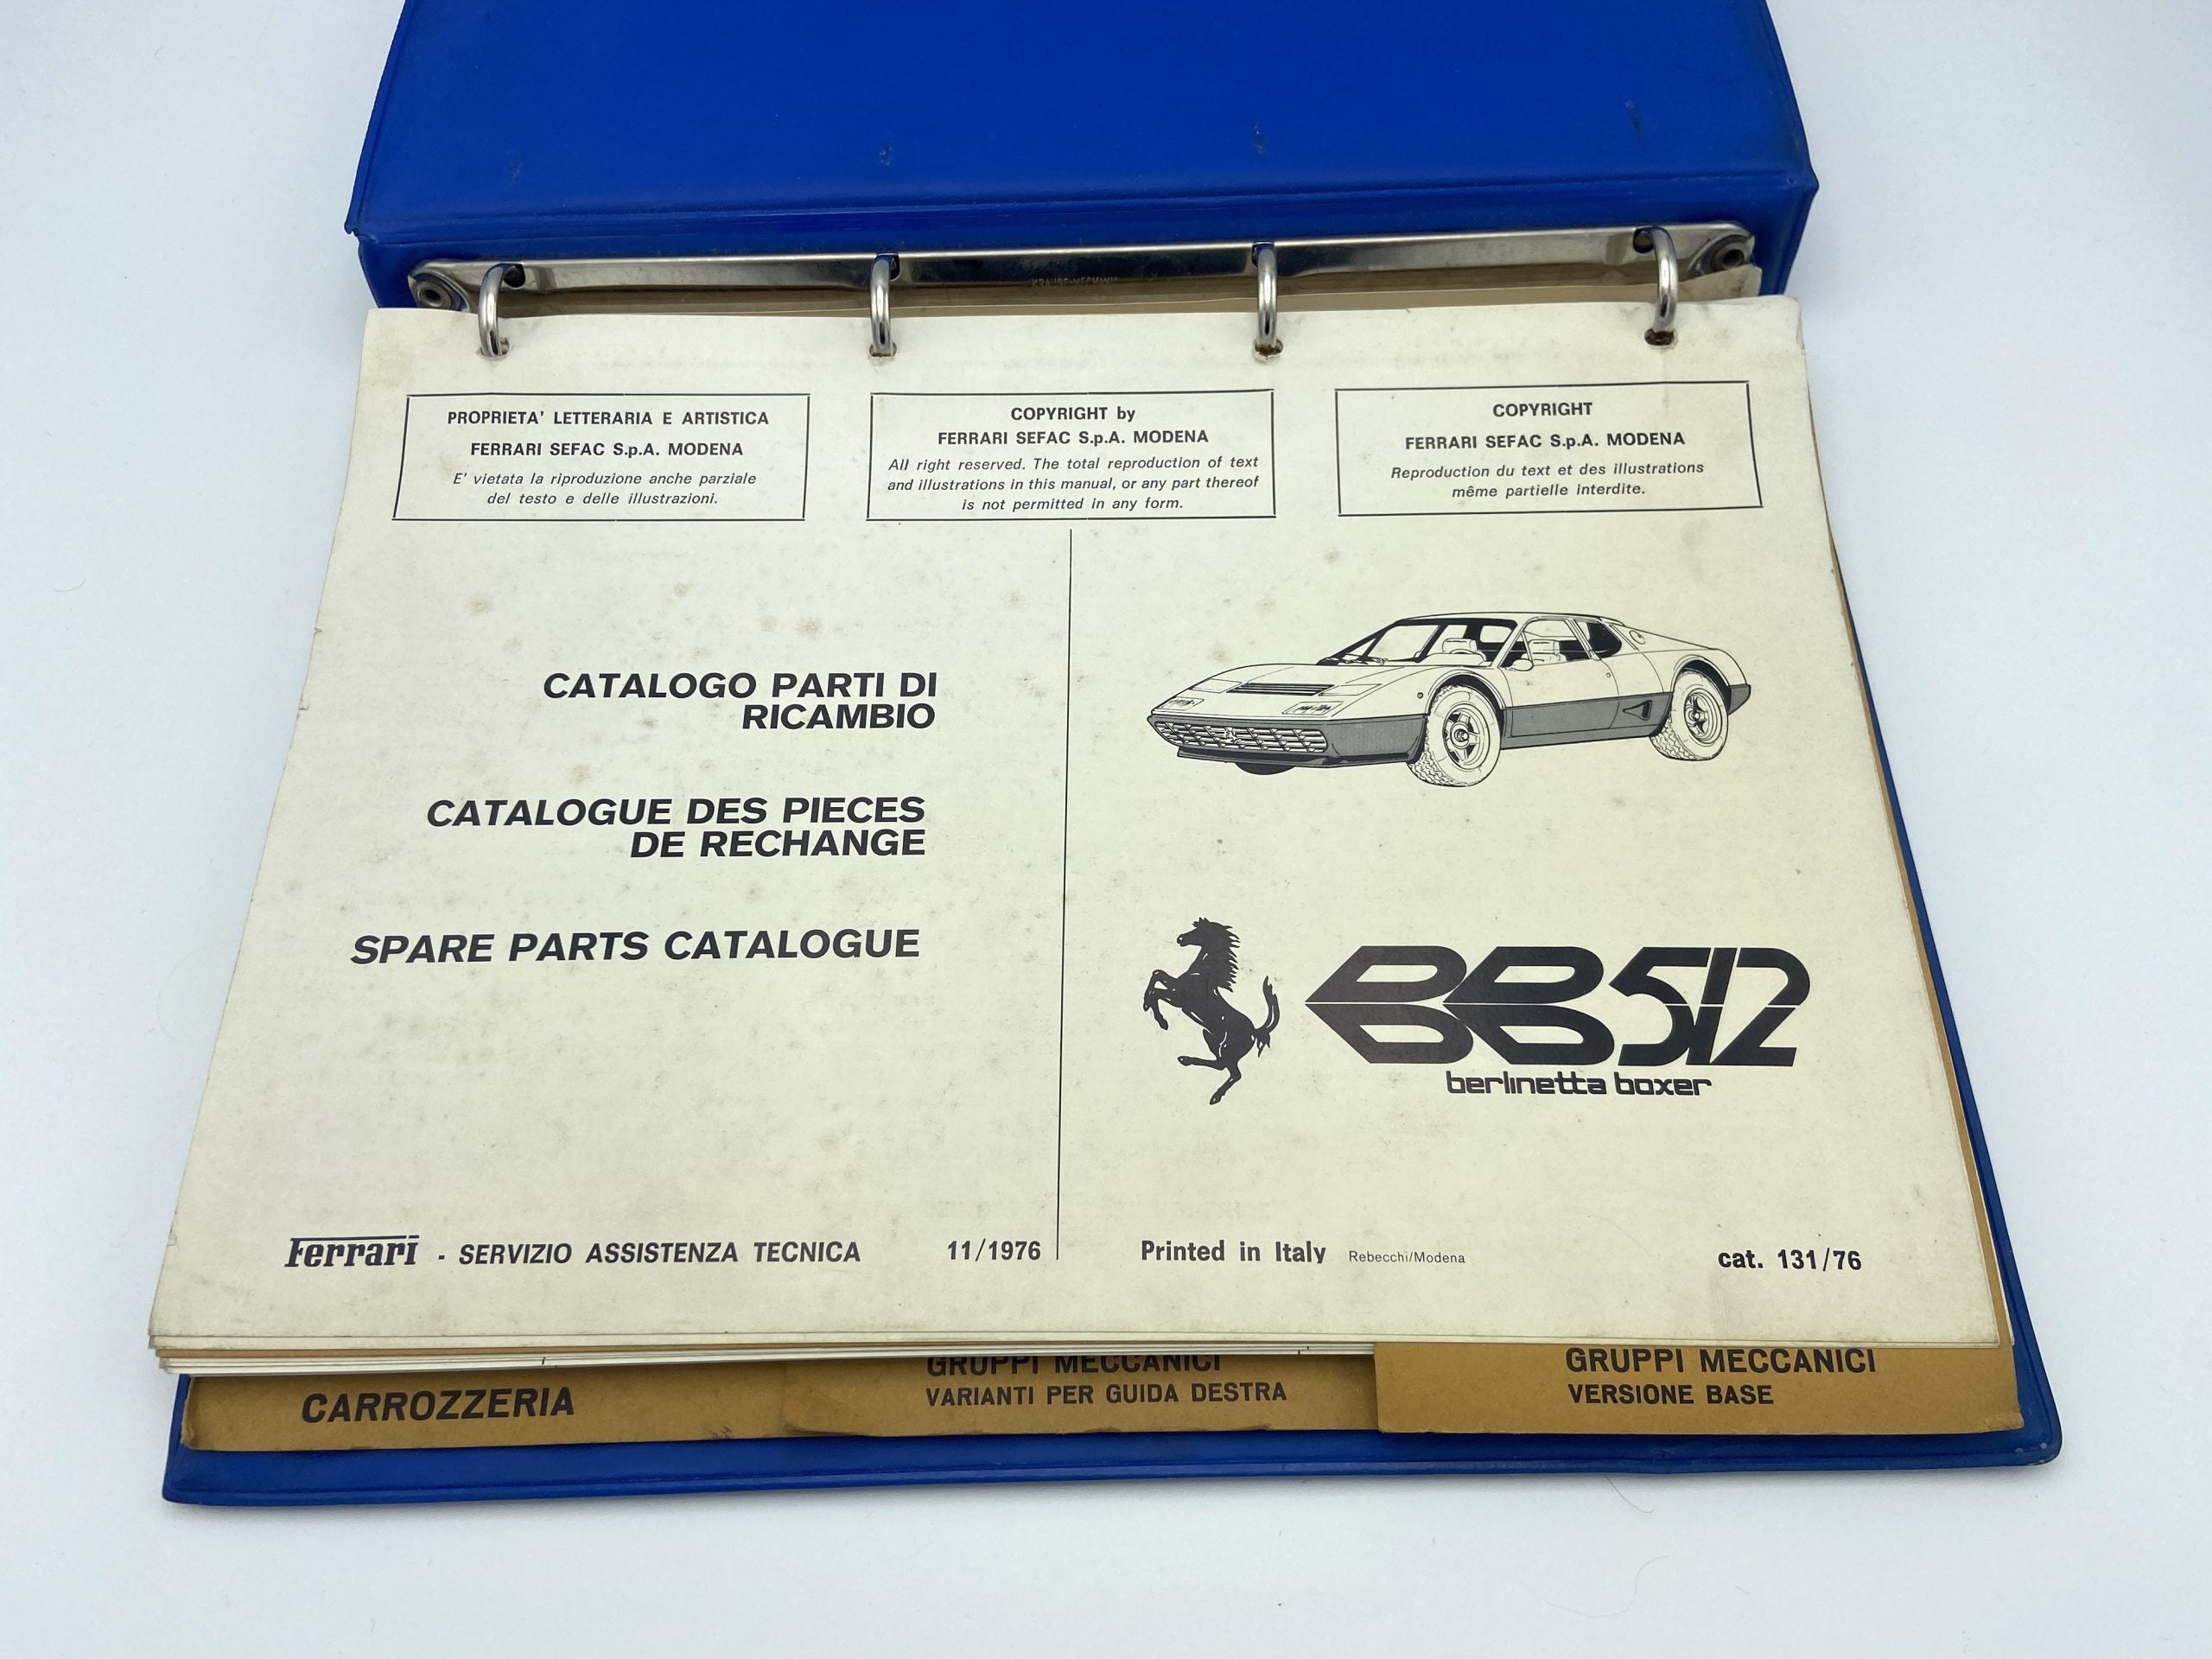 PROPRIETA' LETTERARIA E ARTISTICA
FERRARI SEFAC S.p.A. MODENA
E' vietata la riproduzione anche parziale
del testo e delle illustrazioni.
COPYRIGHT by
FERRARI SEFAC S.p.A. MODENA
All right reserved. The total reproduction of text
and illustrations in this manual, or any part thereof
is not permitted in any form.
COPYRIGHT
FERRARI SEFAC S.p.A. MODENA
Reproduction du text et des illustrations
même partielle interdite.
CATALOGO PARTI DI
RICAMBIO
CATALOGUE DES PIECES
DE RECHANGE
SPARE PARTS CATALOGUE
BB512
berlinetta boxer
Ferrari - SERVIZIO ASSISTENZA TECNICA 11/1976
Printed in Italy Rebecchi/Modena cat. 131/76
CARROZZERIA
GRUPPI MECCANICI
VARIANTI PER GUIDA DESTRA
GRUPPI MECCANICI
VERSIONE BASE